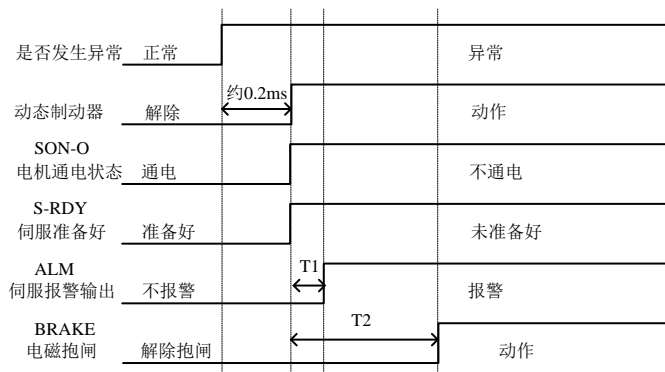 是否发生异常 正常 异常
约0.2ms
动态制动器 解除 动作
SON-O
电机通电状态 通电 不通电
S-RDY
伺服准备好 准备好 未准备好
ALM T1
伺服报警输出 不报警 报警
BRAKE T2
电磁抱闸 解除抱闸 动作